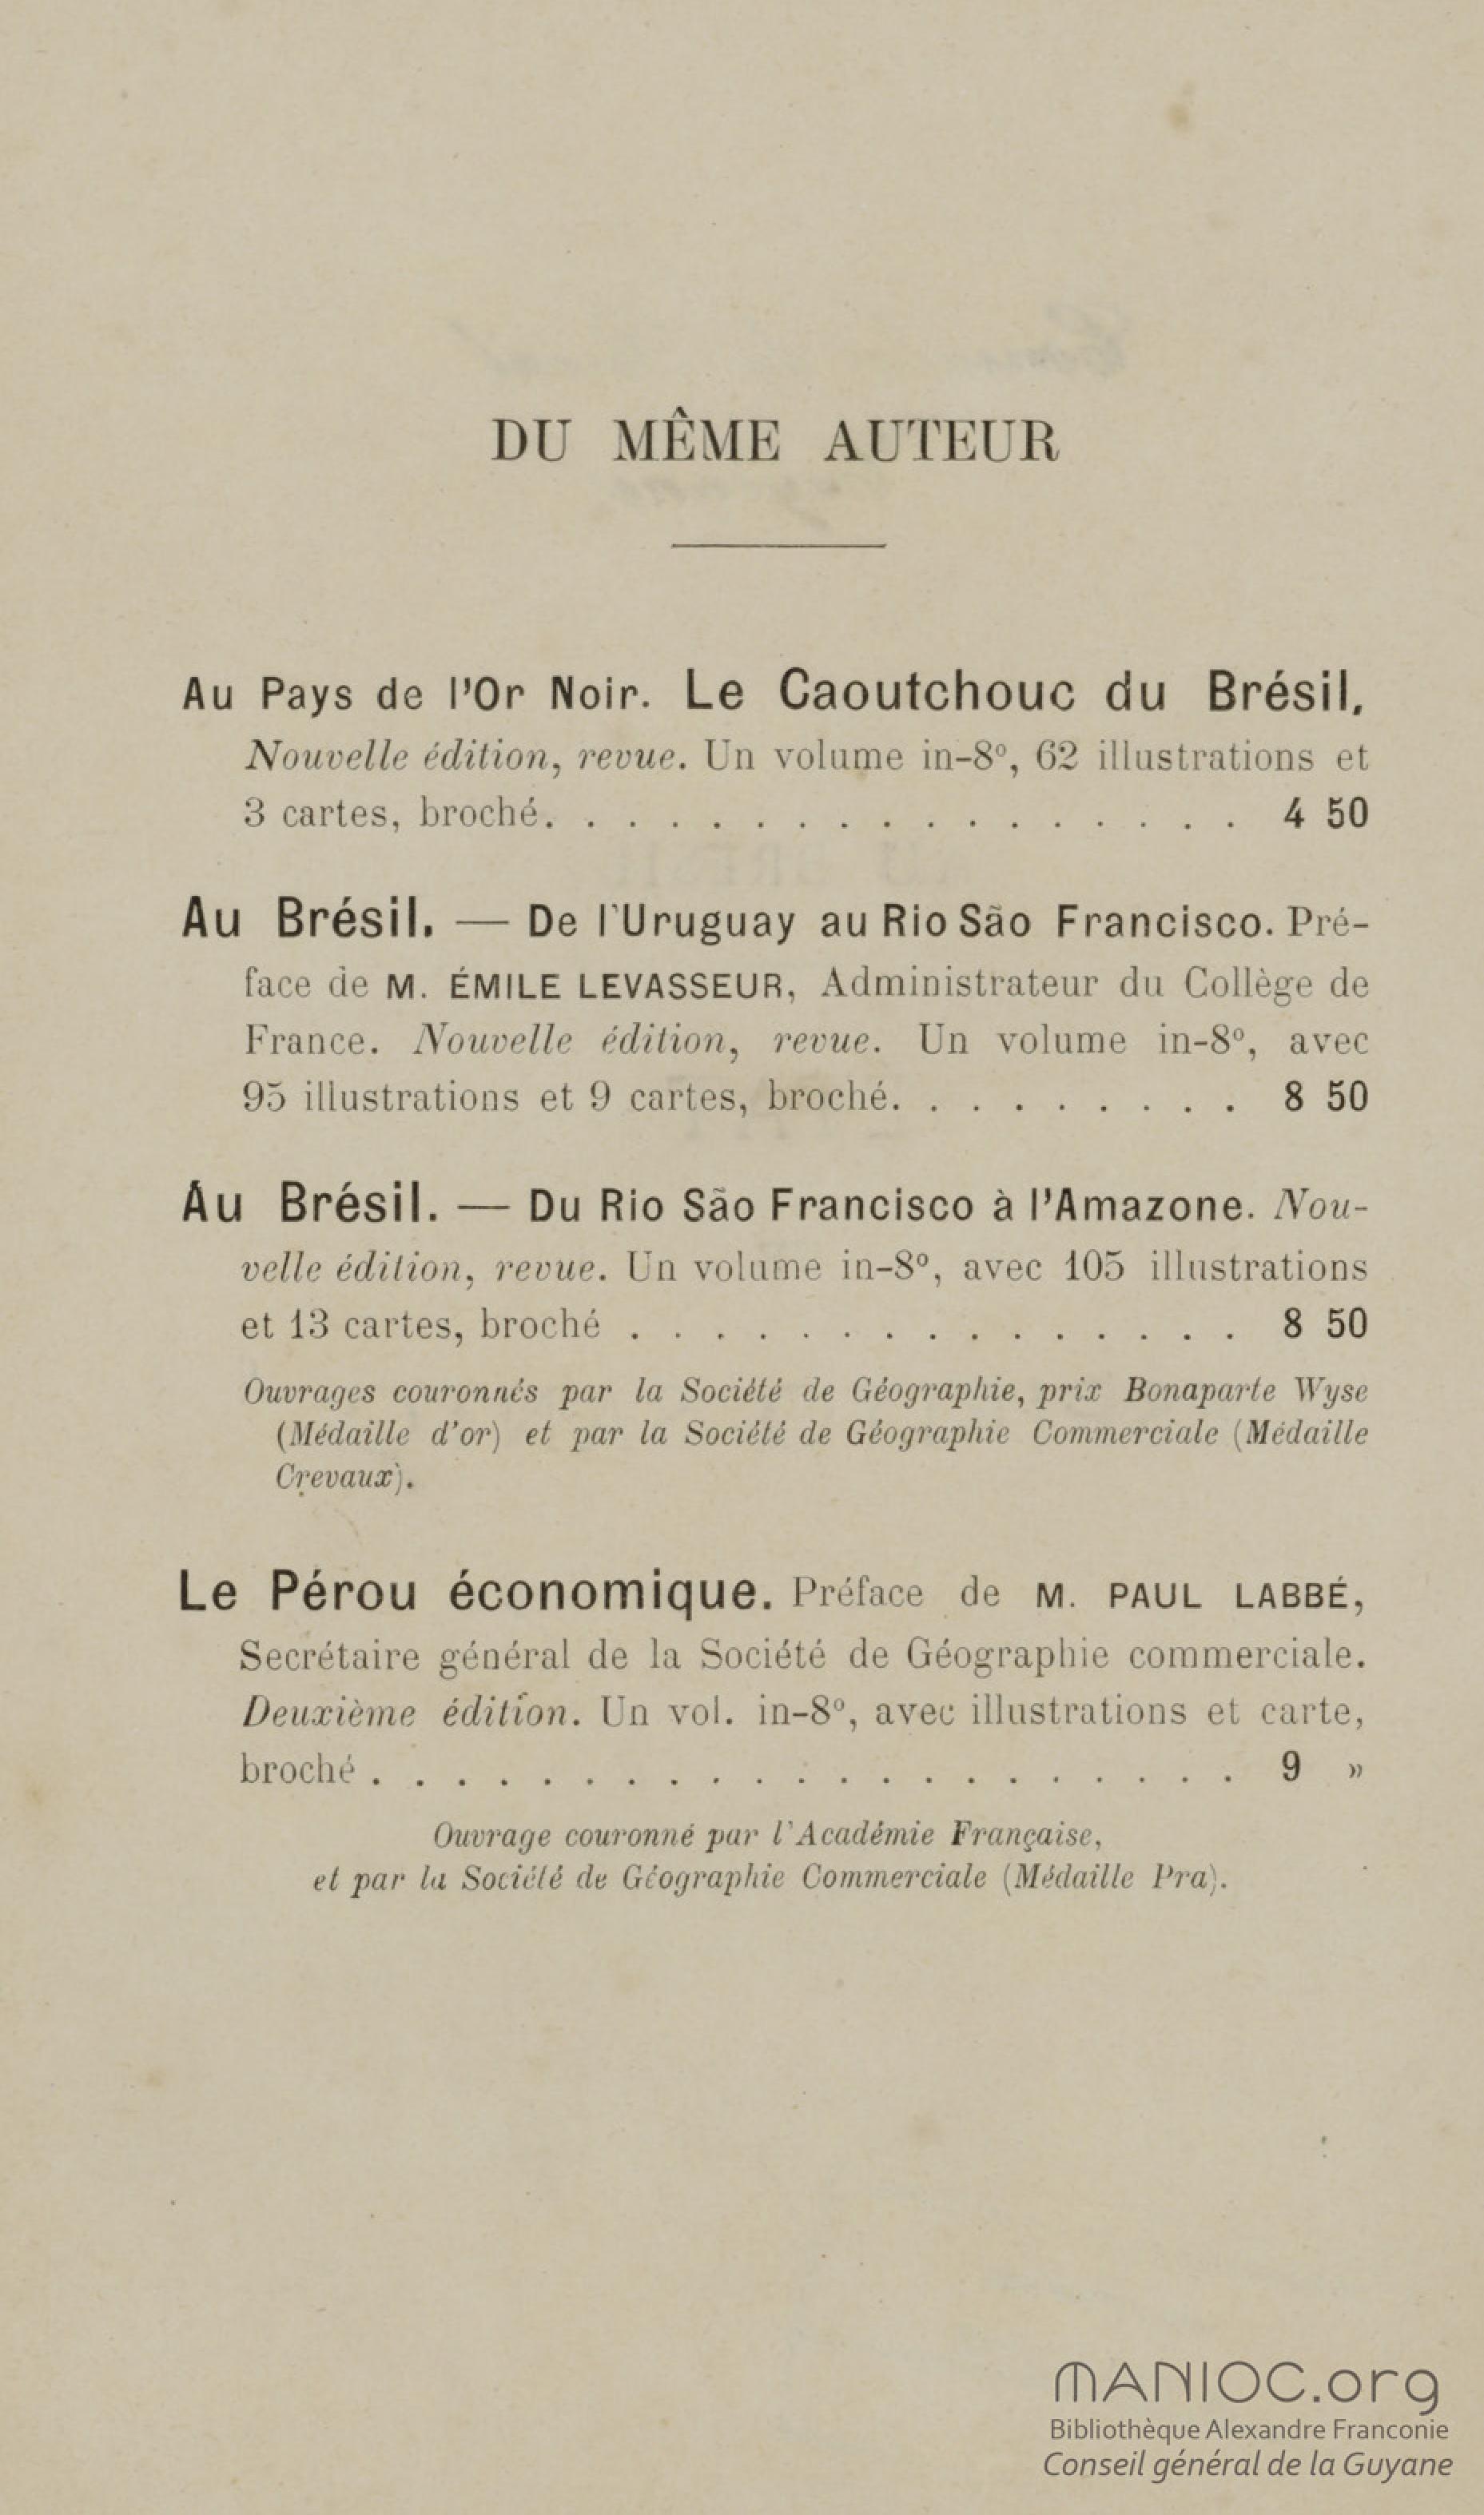 DU MÊME AUTEUR
Au Pays de l'Or Noir. Le Caoutchouc du Brésil,
Nouvelle édition, revue. Un volume in-8º, 62 illustrations et
3 cartes, broché. . . . . . . . . . . . . . . . . . 4 50
Au Brésil. — De l'Uruguay au Rio São Francisco. Pré-
face de M. ÉMILE LEVASSEUR, Administrateur du Collège de
France. Nouvelle édition, revue. Un volume in-8º, avec
95 illustrations et 9 cartes, broché. . . . . . . . . 8 50
Au Brésil. — Du Rio São Francisco à l'Amazone. Nou-
velle édition, revue. Un volume in-8º, avec 105 illustrations
et 13 cartes, broché . . . . . . . . . . . . . . . 8 50
Ouvrages couronnés par la Société de Géographie, prix Bonaparte Wyse
(Médaille d'or) et par la Société de Géographie Commerciale (Médaille
Crevaux).
Le Pérou économique. Préface de M. PAUL LABBÉ,
Secrétaire général de la Société de Géographie commerciale.
Deuxième édition. Un vol. in-8º, avec illustrations et carte,
broché . . . . . . . . . . . . . . . . . . . . . 9 »
Ouvrage couronné par l'Académie Française,
et par la Société de Géographie Commerciale (Médaille Pra).
MANIOC.org
Bibliothèque Alexandre Franconie
Conseil général de la Guyane